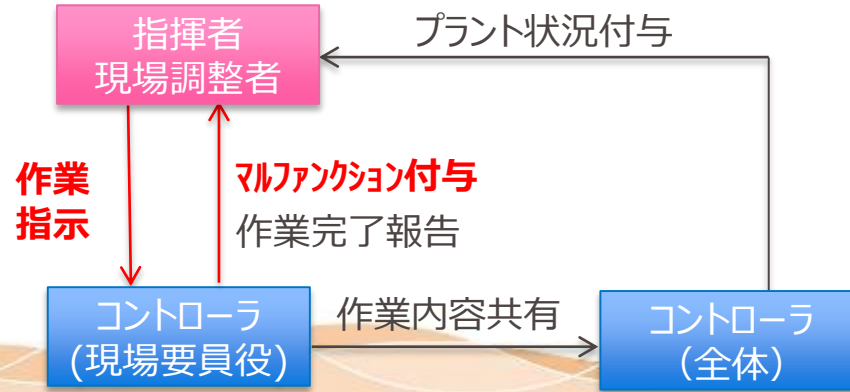 指揮者
現場調整者
プラント状況付与
作業
指示
マルファンクション付与
作業完了報告
コントローラ
(現場要員役)
作業内容共有
コントローラ
（全体）